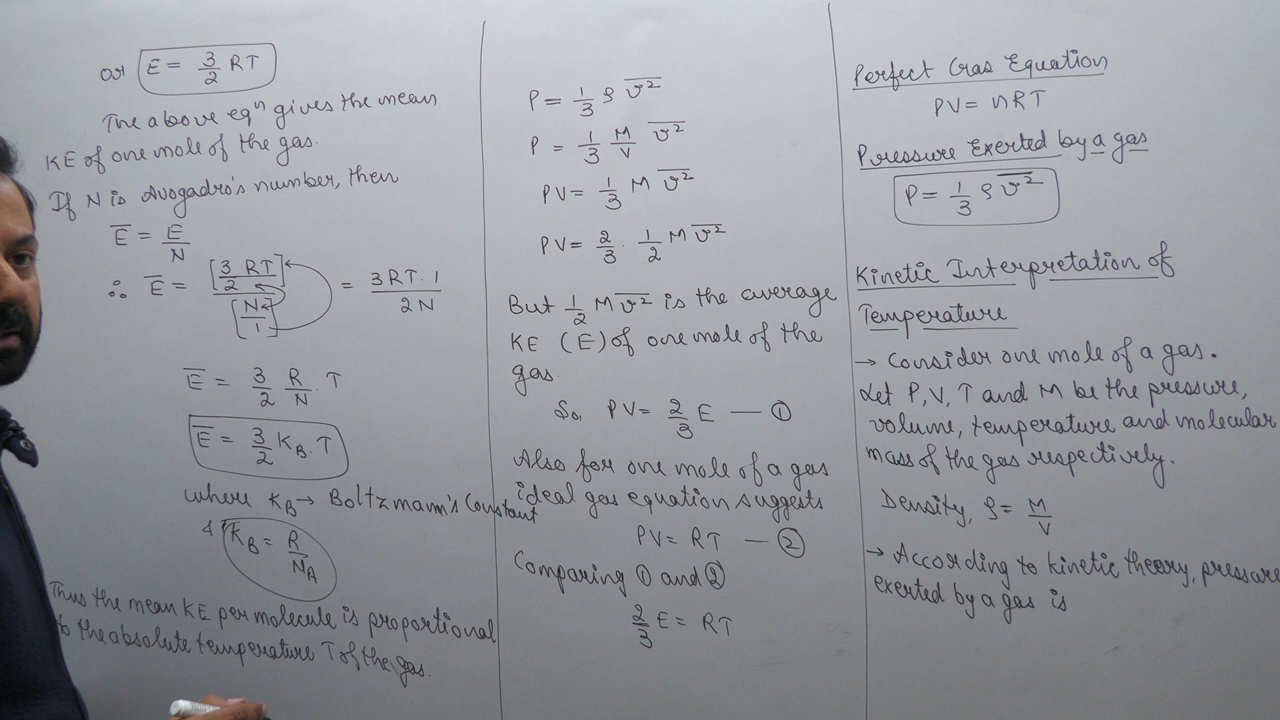 or E = 3/2 RT
The above eqⁿ gives the mean
KE of one mole of the gas.
If N is Avogadro's number, then
E̅ = E/N
∴ E̅ = [3/2 RT]/[N/1] = 3RT.1/2N
E̅ = 3/2 R/N . T
E̅ = 3/2 K_B . T
where K_B → Boltzmann's Constant
& K_B = R/N_A
Thus the mean KE per molecule is proportional
to the absolute temperature T of the gas.
P = 1/3 ρ v̅²
P = 1/3 M/V v̅²
PV = 1/3 M v̅²
PV = 2/3 . 1/2 M v̅²
But 1/2 M v̅² is the average
KE (E) of one mole of the
gas.
So, PV = 2/3 E — ①
Also for one mole of a gas
ideal gas equation suggests
PV = RT — ②
Comparing ① and ②
2/3 E = RT
Perfect Gas Equation
PV = nRT
Pressure Exerted by a gas
P = 1/3 ρ v̅²
Kinetic Interpretation of
Temperature
→ Consider one mole of a gas.
Let P, V, T and M be the pressure,
volume, temperature and molecular
mass of the gas respectively.
Density, ρ = M/V
→ According to kinetic theory, pressure
exerted by a gas is